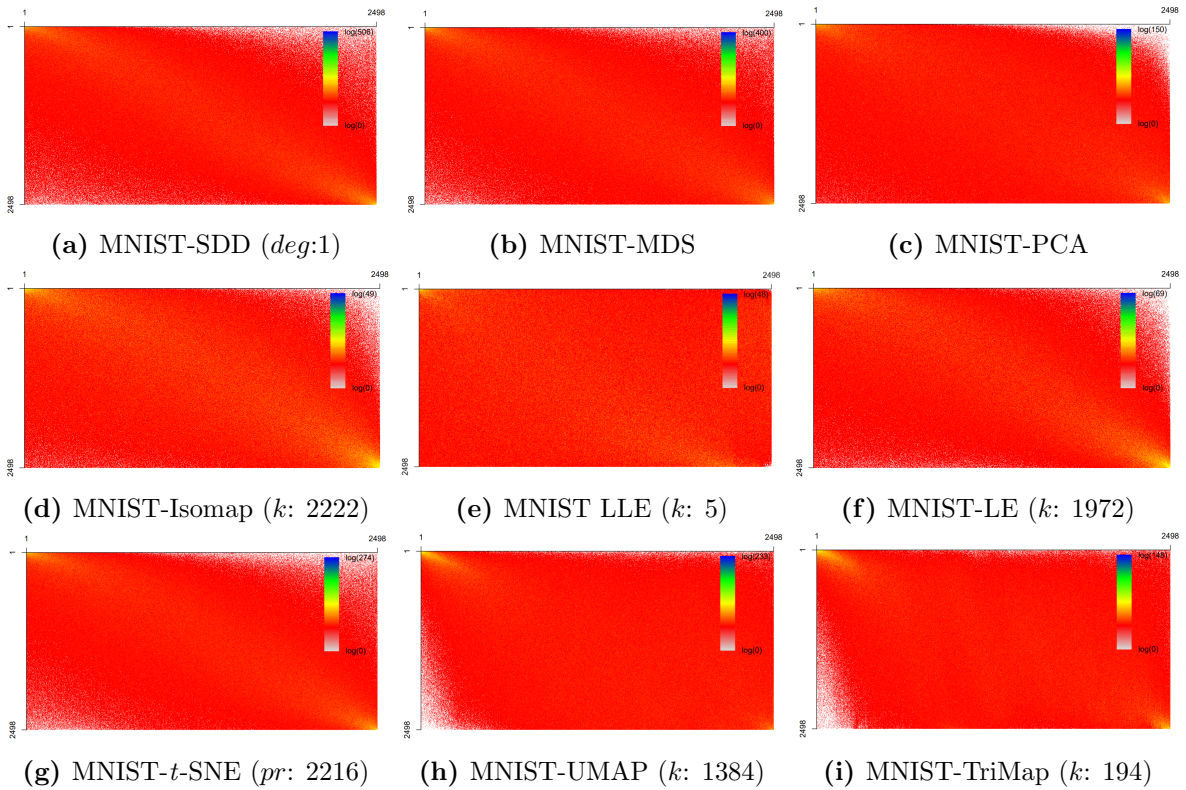 1 2498 1 2498 1 2498
1 log(506) 1 log(400) 1 log(150)
log(0) log(0) log(0)
2498 2498 2498
(a) MNIST-SDD (deg:1) (b) MNIST-MDS (c) MNIST-PCA
1 2498 1 2498 1 2498
1 log(49) 1 log(48) 1 log(69)
log(0) log(0) log(0)
2498 2498 2498
(d) MNIST-Isomap (k: 2222) (e) MNIST LLE (k: 5) (f) MNIST-LE (k: 1972)
1 2498 1 2498 1 2498
1 log(274) 1 log(233) 1 log(148)
log(0) log(0) log(0)
2498 2498 2498
(g) MNIST-t-SNE (pr: 2216) (h) MNIST-UMAP (k: 1384) (i) MNIST-TriMap (k: 194)